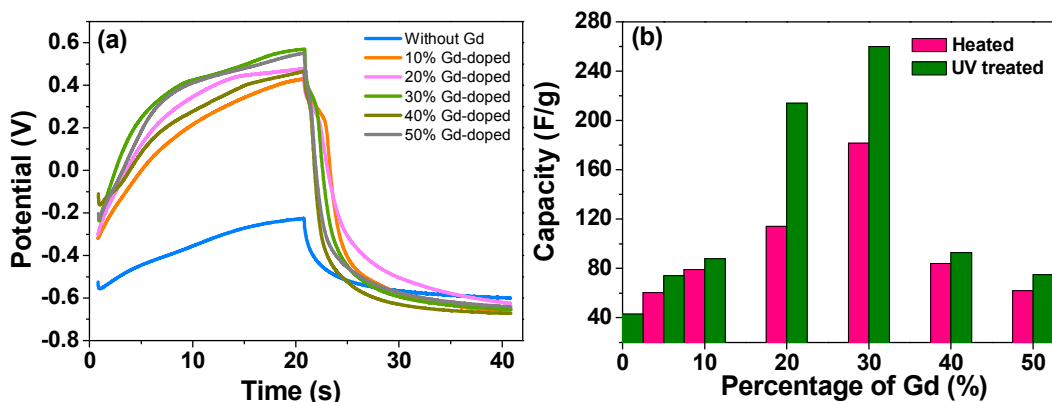 (a)
Without Gd
10% Gd-doped
20% Gd-doped
30% Gd-doped
40% Gd-doped
50% Gd-doped
0.6
0.4
0.2
0.0
-0.2
-0.4
-0.6
-0.8
Potential (V)
0 10 20 30 40
Time (s)
(b)
Heated
UV treated
280
240
200
160
120
80
40
Capacity (F/g)
0 10 20 30 40 50
Percentage of Gd (%)